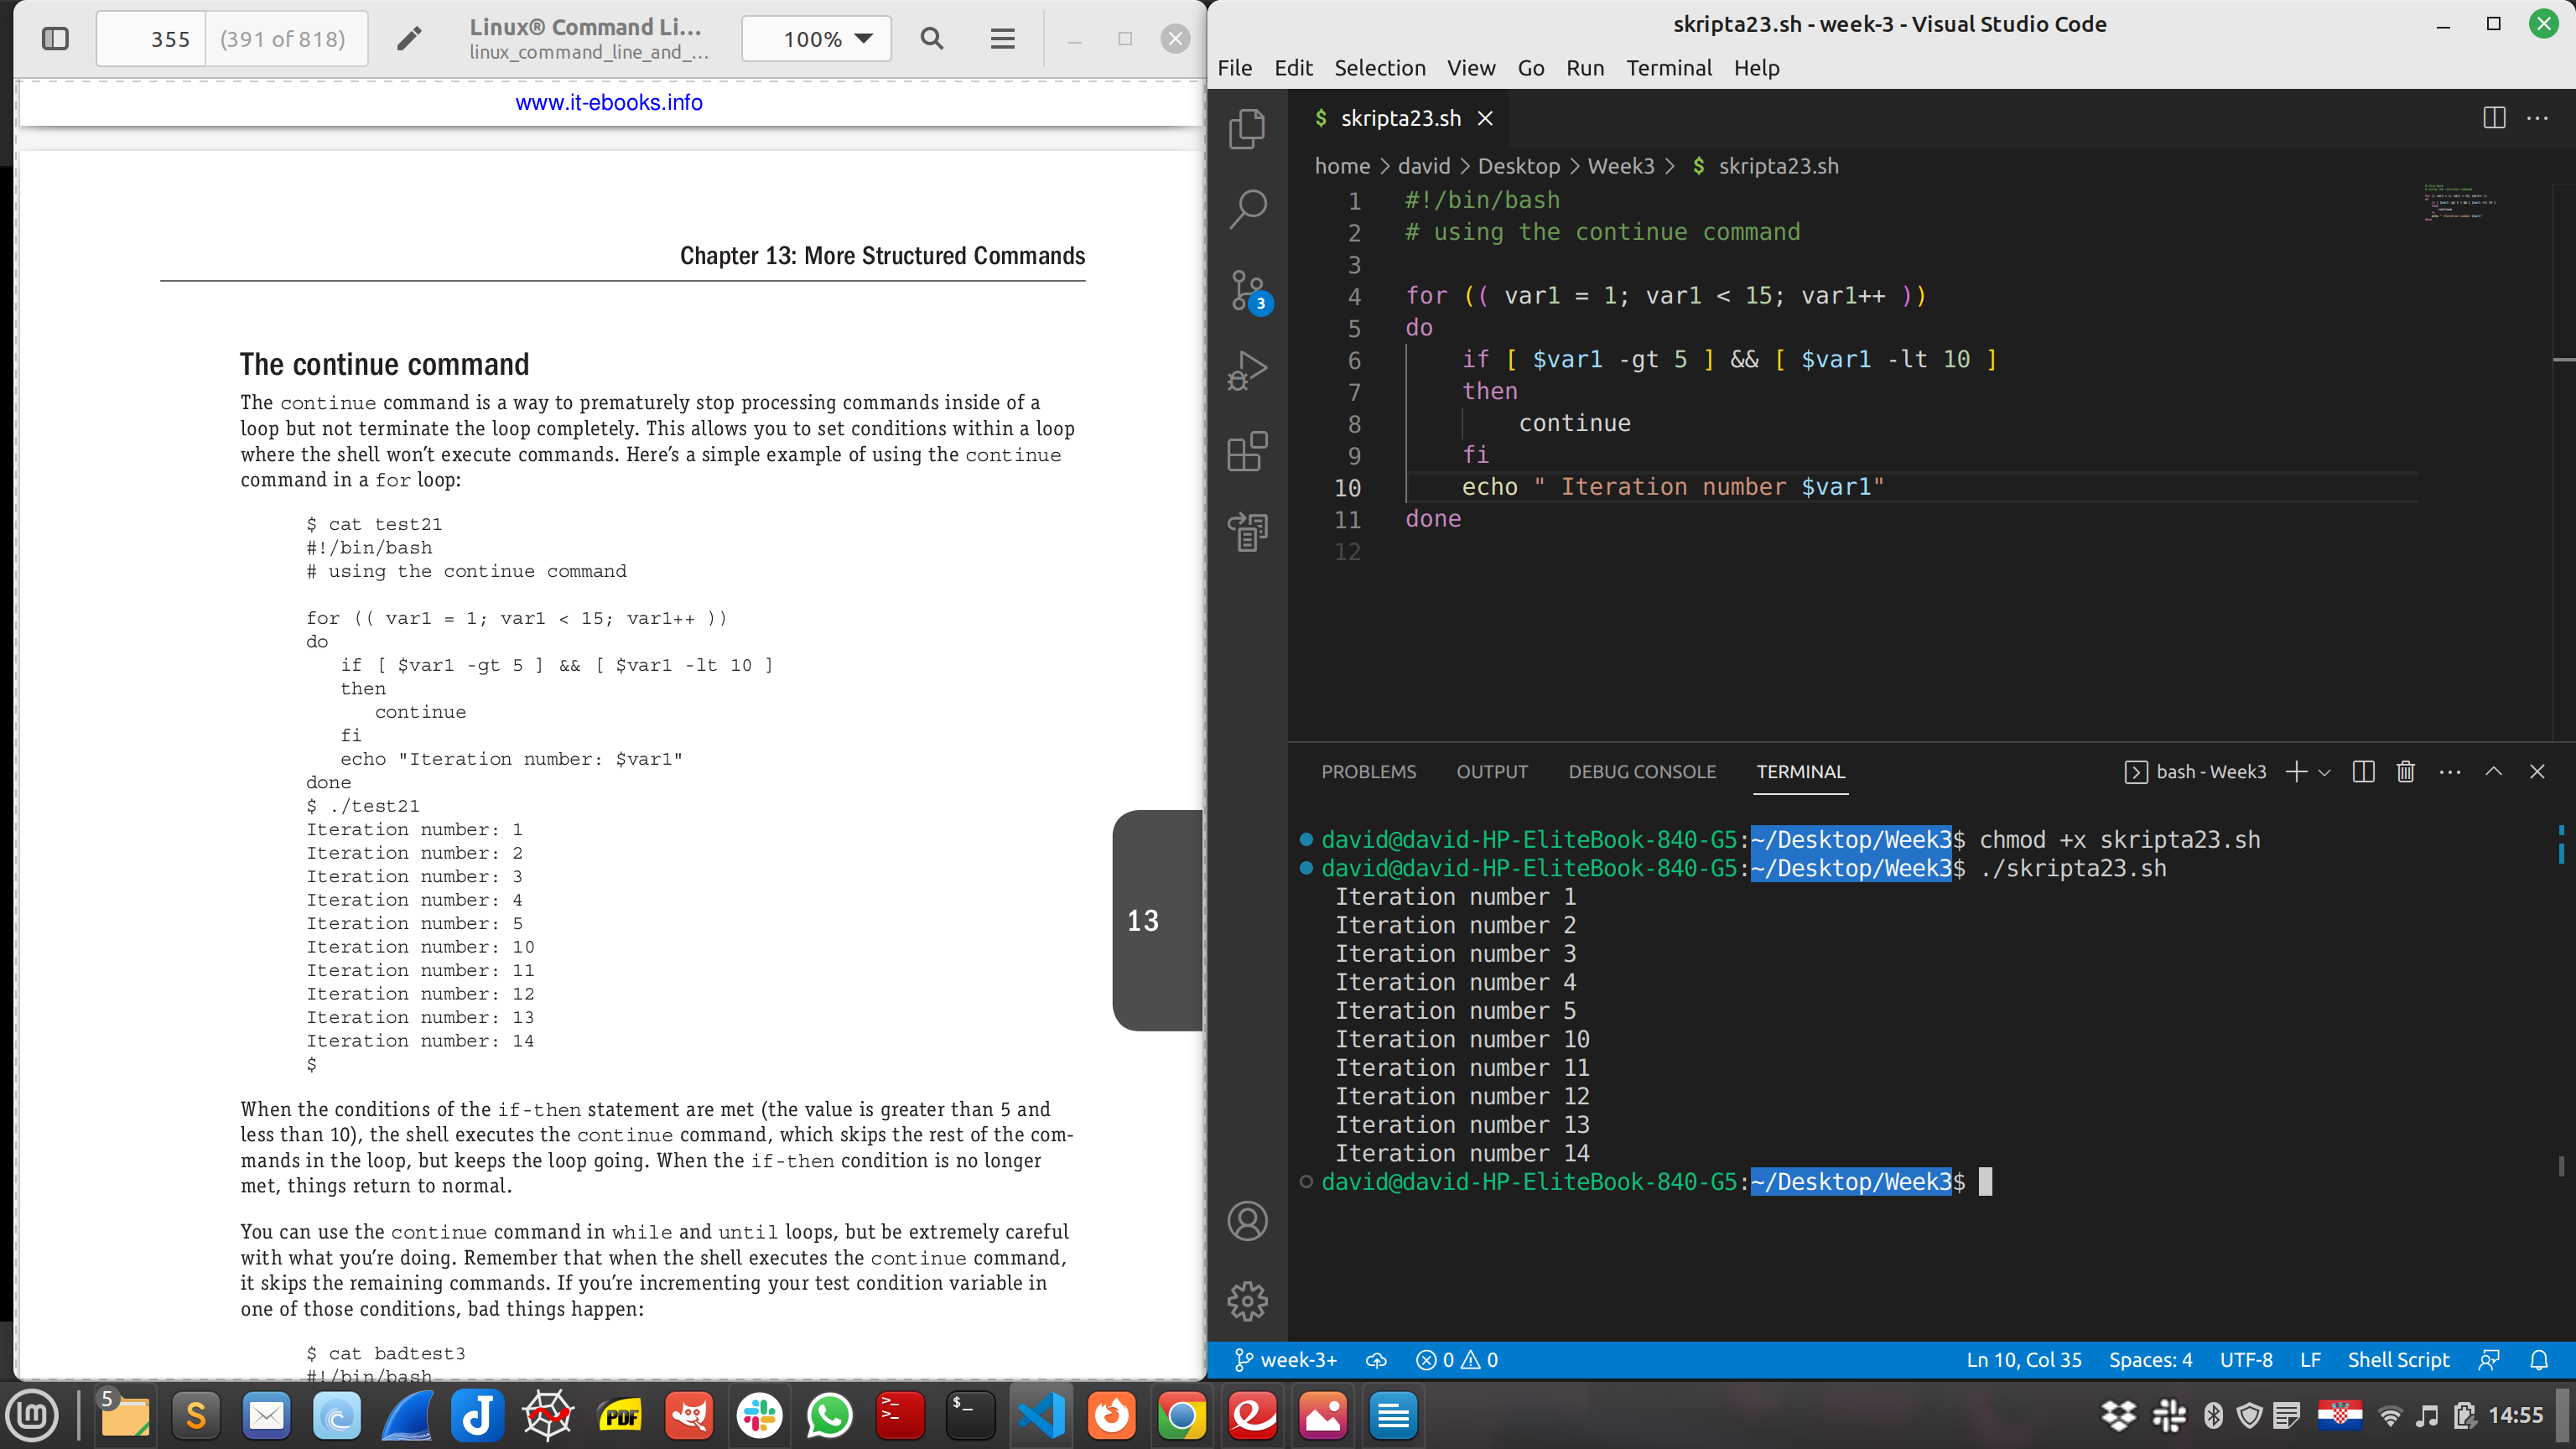 355
(391 of 818)
Linux® Command Li...
linux_command_line_and_...
100%
www.it-ebooks.info
Chapter 13: More Structured Commands
The continue command
The continue command is a way to prematurely stop processing commands inside of a
loop but not terminate the loop completely. This allows you to set conditions within a loop
where the shell won't execute commands. Here's a simple example of using the continue
command in a for loop:
$ cat test21
#!/bin/bash
# using the continue command
for (( var1 = 1; var1 < 15; var1++ ))
do
if [ $var1 -gt 5 ] && [ $var1 -lt 10 ]
then
continue
fi
echo "Iteration number: $var1"
done
$ ./test21
Iteration number: 1
Iteration number: 2
Iteration number: 3
Iteration number: 4
Iteration number: 5
Iteration number: 10
Iteration number: 11
Iteration number: 12
Iteration number: 13
Iteration number: 14
$
13
When the conditions of the if-then statement are met (the value is greater than 5 and
less than 10), the shell executes the continue command, which skips the rest of the com-
mands in the loop, but keeps the loop going. When the if-then condition is no longer
met, things return to normal.
You can use the continue command in while and until loops, but be extremely careful
with what you're doing. Remember that when the shell executes the continue command,
it skips the remaining commands. If you're incrementing your test condition variable in
one of those conditions, bad things happen:
$ cat badtest3
#!/bin/bash
skripta23.sh - week-3 - Visual Studio Code
File Edit Selection View Go Run Terminal Help
$ skripta23.sh
home > david > Desktop > Week3 > $ skripta23.sh
3
1 #!/bin/bash
2 # using the continue command
3
4 for (( var1 = 1; var1 < 15; var1++ ))
5 do
6 if [ $var1 -gt 5 ] && [ $var1 -lt 10 ]
7 then
8 continue
9 fi
10 echo " Iteration number $var1"
11 done
12
PROBLEMS OUTPUT DEBUG CONSOLE TERMINAL
bash - Week3
david@david-HP-EliteBook-840-G5:~/Desktop/Week3$ chmod +x skripta23.sh
david@david-HP-EliteBook-840-G5:~/Desktop/Week3$ ./skripta23.sh
Iteration number 1
Iteration number 2
Iteration number 3
Iteration number 4
Iteration number 5
Iteration number 10
Iteration number 11
Iteration number 12
Iteration number 13
Iteration number 14
david@david-HP-EliteBook-840-G5:~/Desktop/Week3$
week-3+ 0 0
Ln 10, Col 35 Spaces: 4 UTF-8 LF Shell Script
5
PDF
14:55